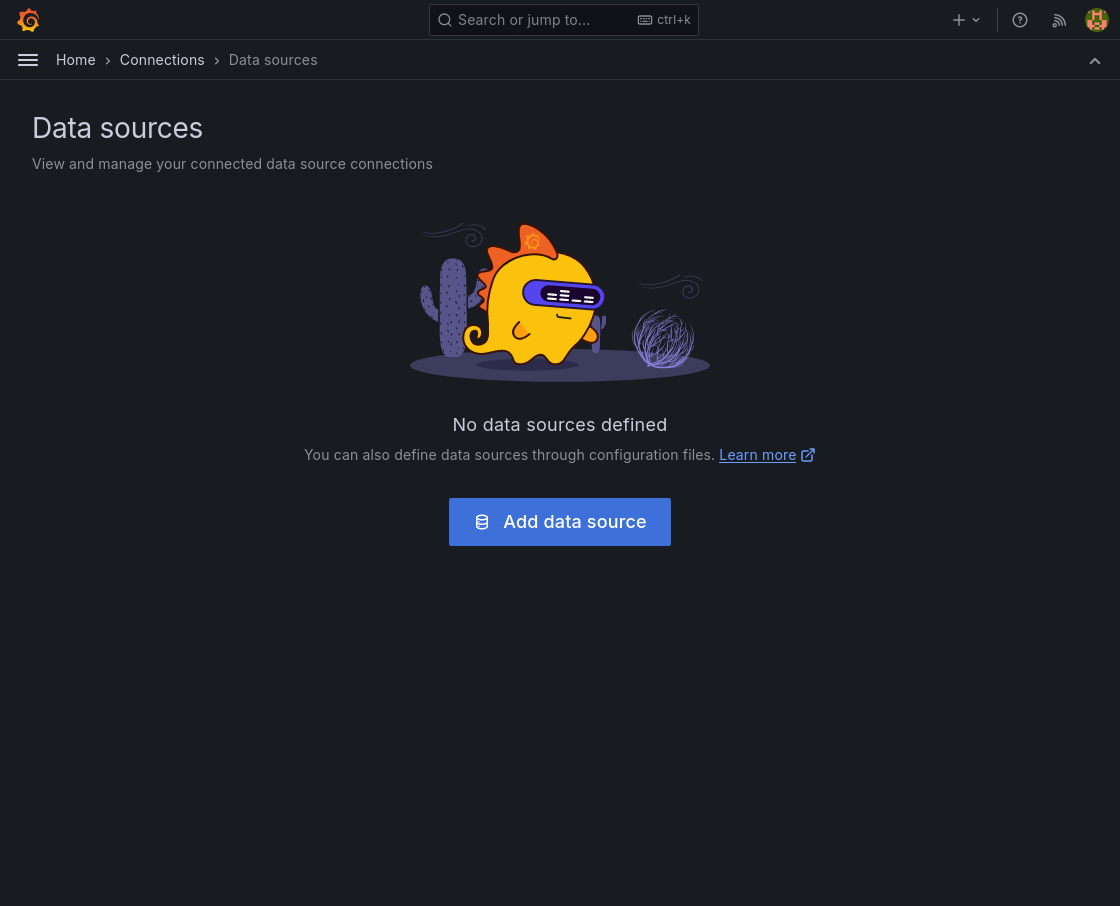 Search or jump to... ctrl+k
Home › Connections › Data sources
Data sources
View and manage your connected data source connections
No data sources defined
You can also define data sources through configuration files. Learn more
Add data source